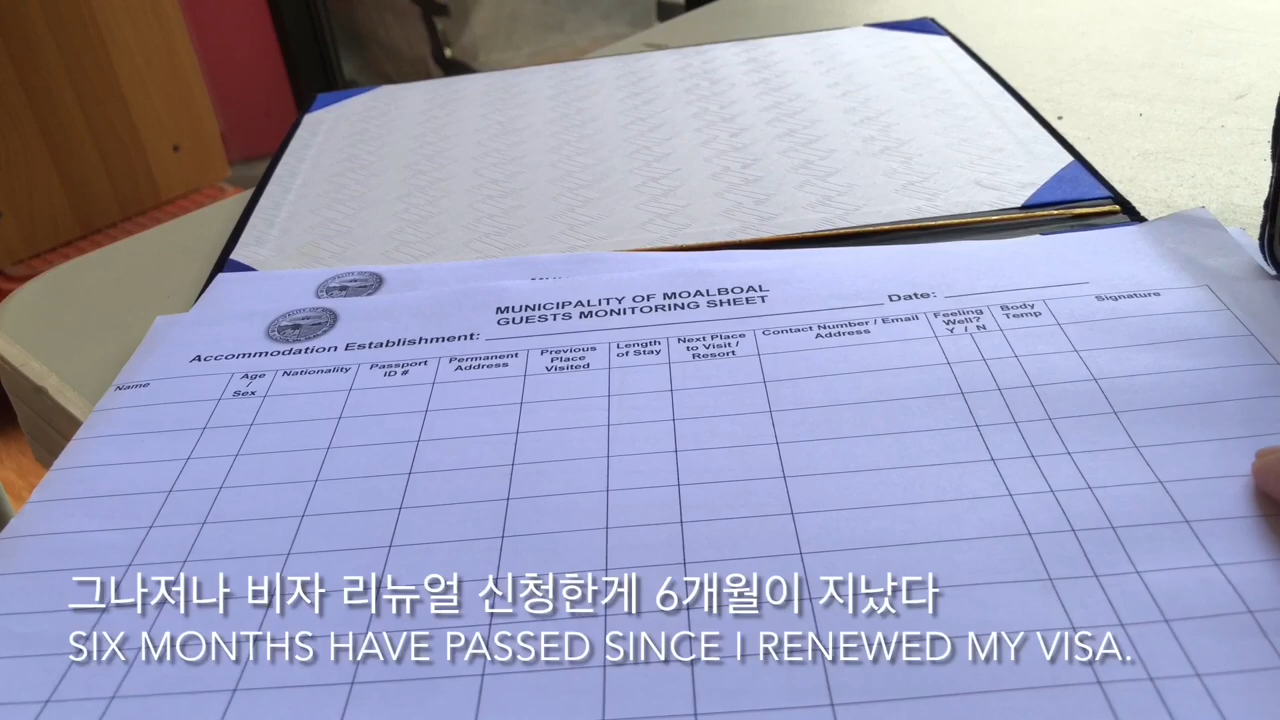 MUNICIPALITY OF MOALBOAL
GUESTS MONITORING SHEET
Accommodation Establishment:
Date:
Name
Age
/
Sex
Nationality
Passport
ID #
Permanent
Address
Previous
Place
Visited
Length
of Stay
Next Place
to Visit /
Resort
Contact Number / Email
Address
Feeling
Well?
Y / N
Body
Temp
Signature
그나저나 비자 리뉴얼 신청한게 6개월이 지났다
SIX MONTHS HAVE PASSED SINCE I RENEWED MY VISA.